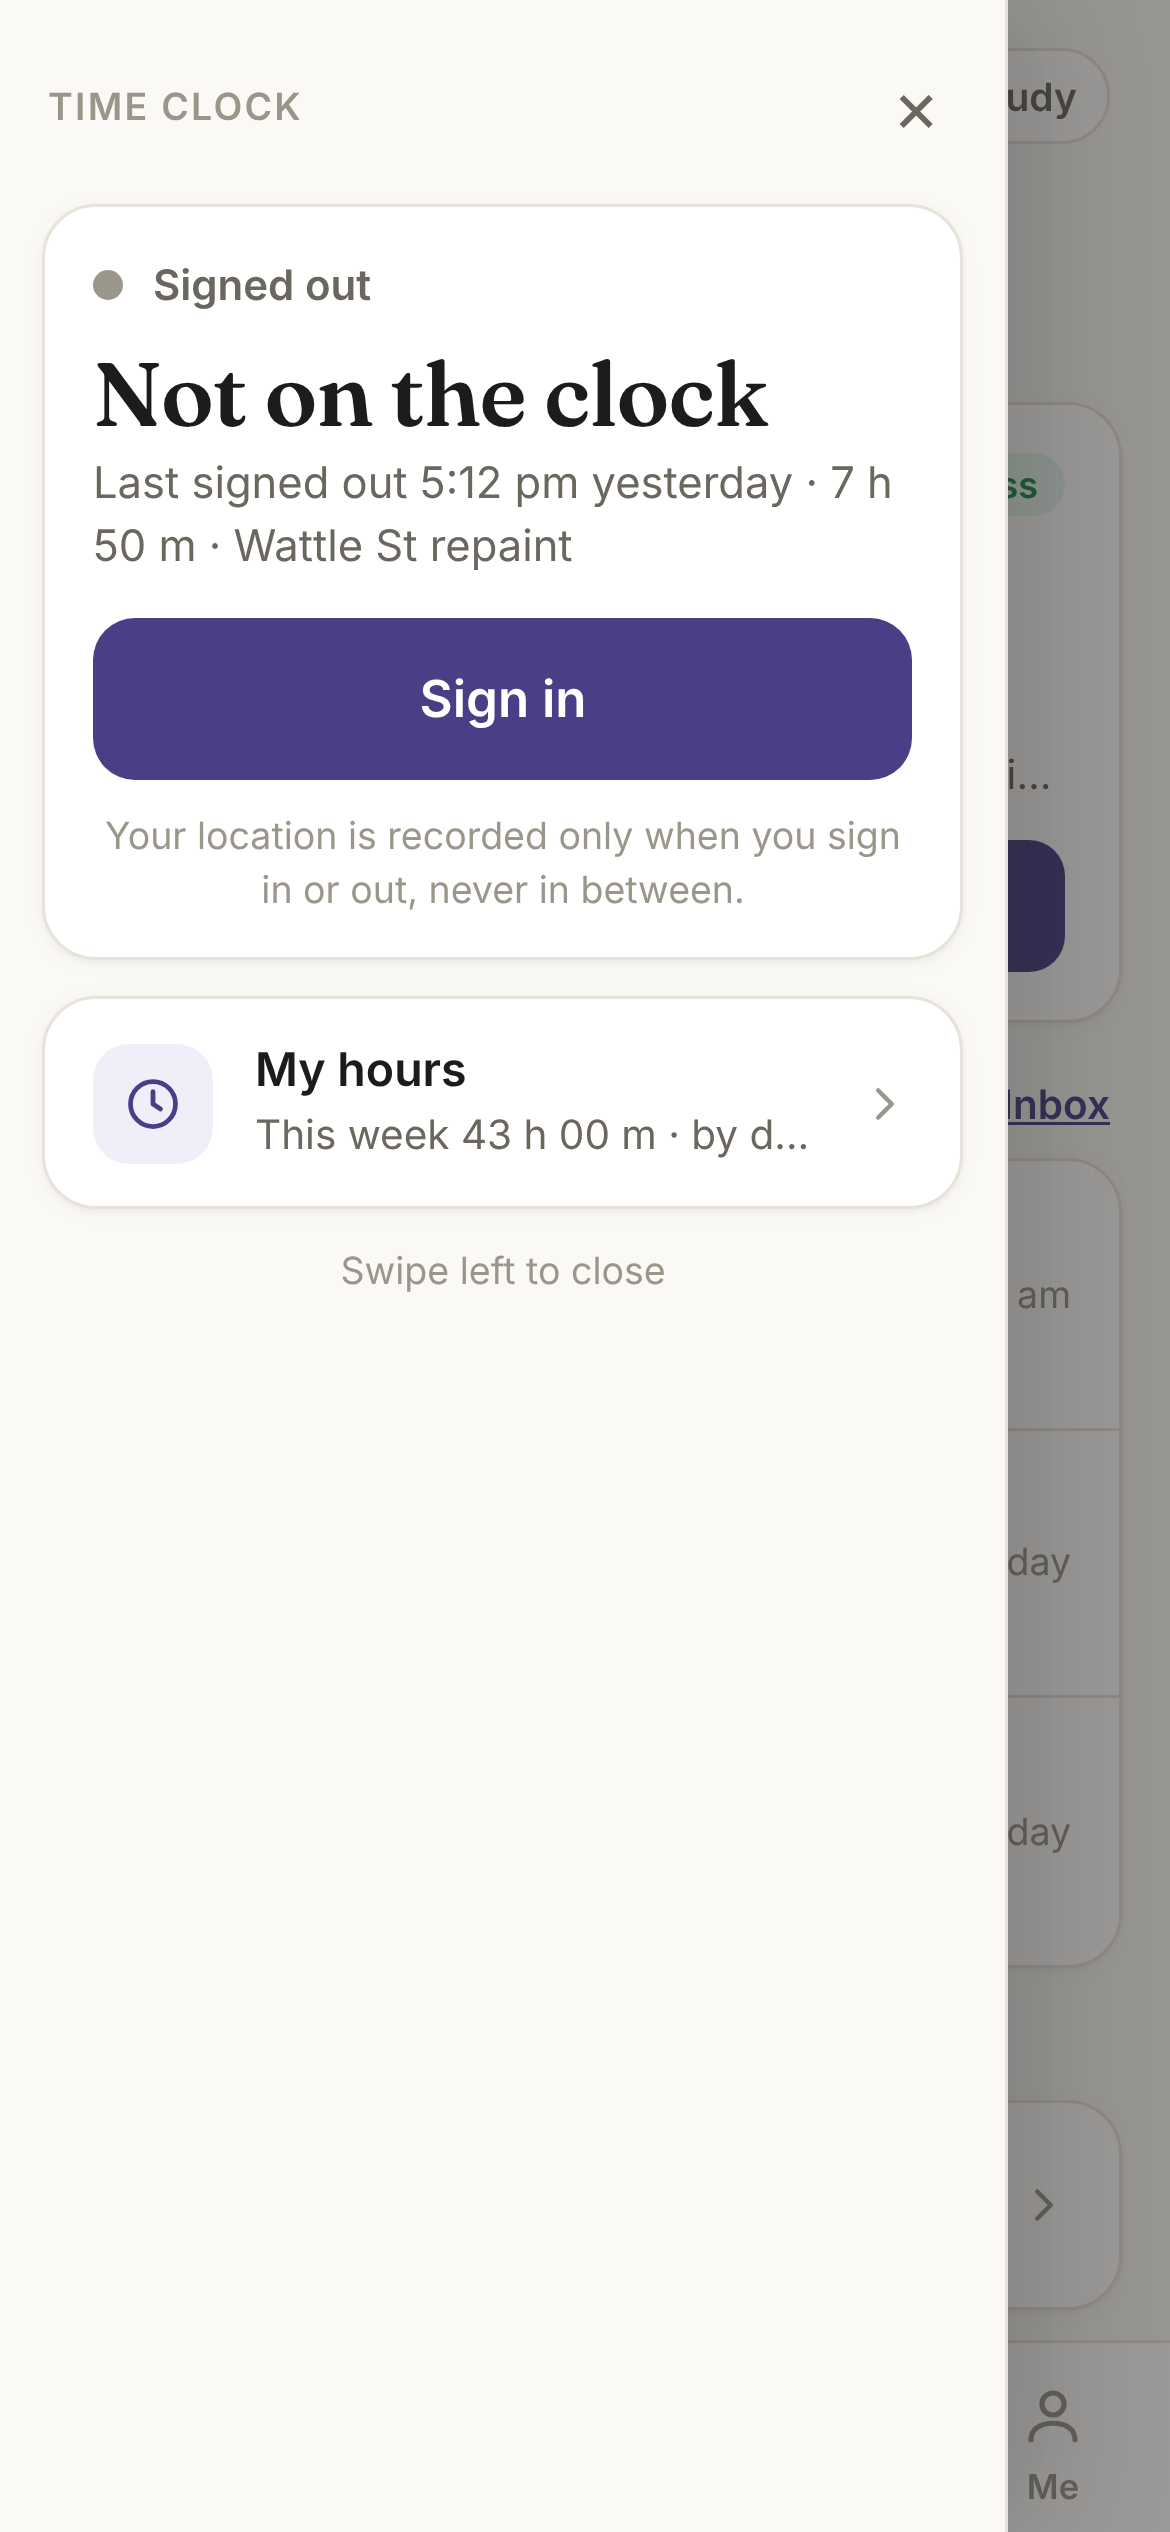 TIME CLOCK
Signed out
Not on the clock
Last signed out 5:12 pm yesterday · 7 h
50 m · Wattle St repaint
Sign in
Your location is recorded only when you sign
in or out, never in between.
My hours
This week 43 h 00 m · by d...
Swipe left to close
udy
ss
i...
Inbox
am
day
day
Me